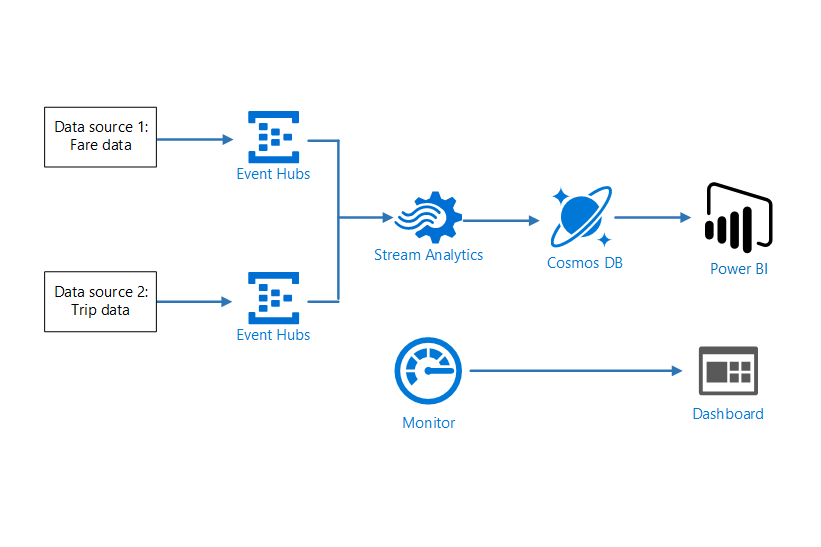 Data source 1:
Fare data
Event Hubs
Stream Analytics
Cosmos DB
Power BI
Data source 2:
Trip data
Event Hubs
Monitor
Dashboard